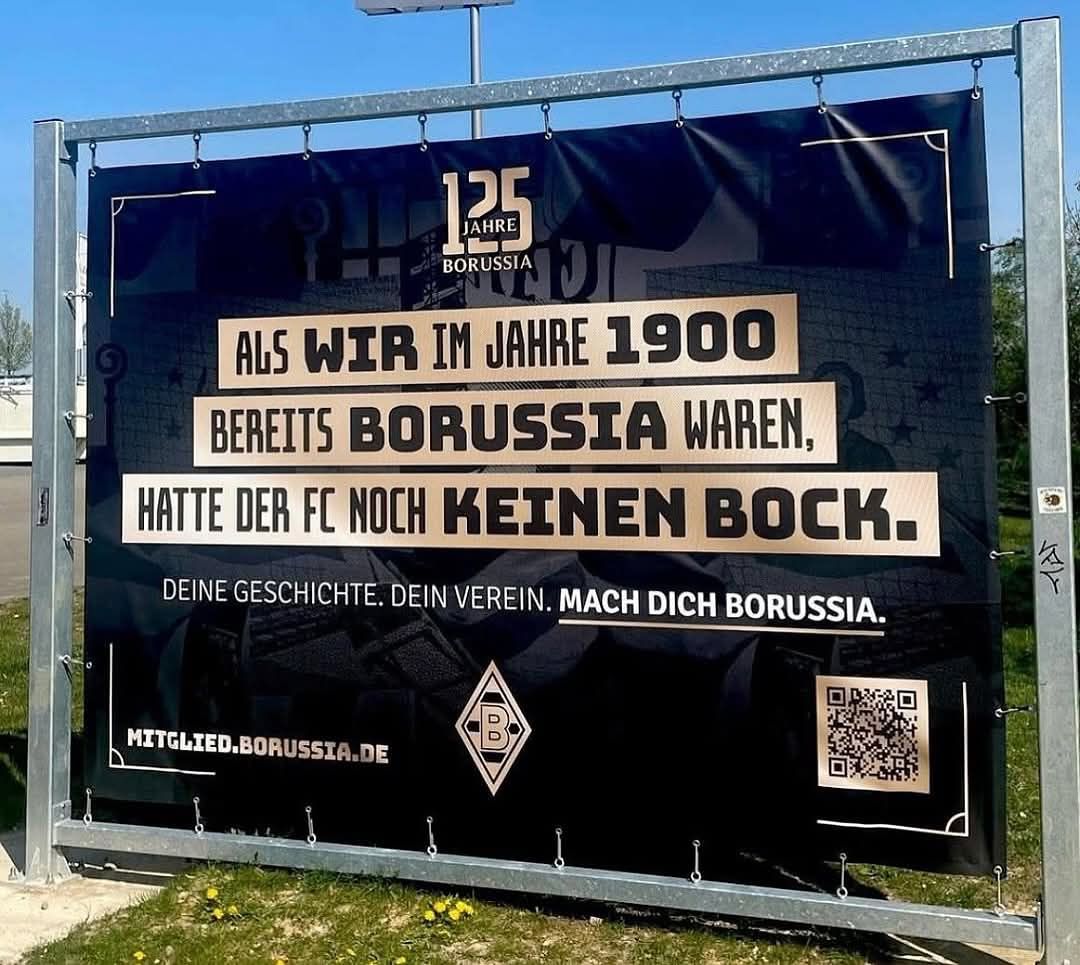 125
JAHRE
BORUSSIA
ALS WIR IM JAHRE 1900
BEREITS BORUSSIA WAREN,
HATTE DER FC NOCH KEINEN BOCK.
DEINE GESCHICHTE. DEIN VEREIN. MACH DICH BORUSSIA.
B
MITGLIED.BORUSSIA.DE